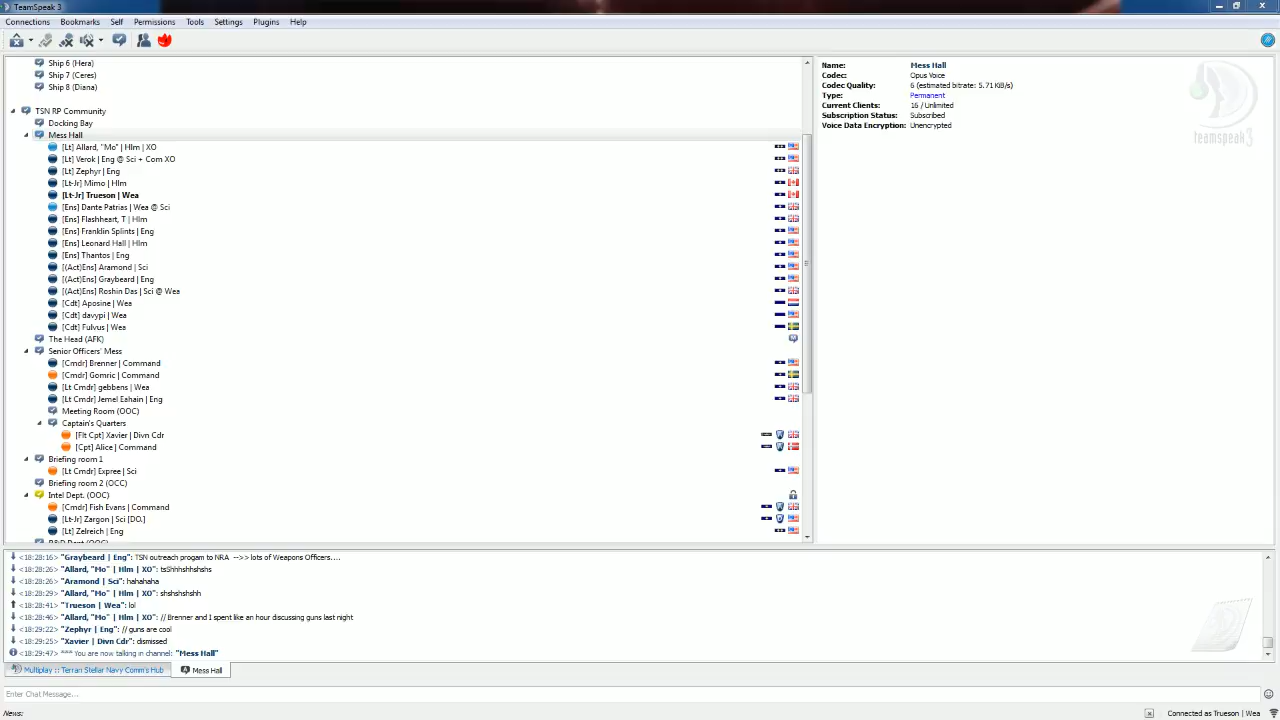 TeamSpeak 3
Connections Bookmarks Self Permissions Tools Settings Plugins Help
Ship 6 (Hera)
Ship 7 (Ceres)
Ship 8 (Diana)
TSN RP Community
Docking Bay
Mess Hall
[Lt] Allard, "Mo" | Hlm | XO
[Lt] Verok | Eng @ Sci + Com XO
[Lt] Zephyr | Eng
[Lt-Jr] Mimo | Hlm
[Lt-Jr] Trueson | Wea
[Ens] Dante Patrias | Wea @ Sci
[Ens] Flashheart, T | Hlm
[Ens] Franklin Splints | Eng
[Ens] Leonard Hall | Hlm
[Ens] Thantos | Eng
[(Act)Ens] Aramond | Sci
[(Act)Ens] Graybeard | Eng
[(Act)Ens] Roshin Das | Sci @ Wea
[Cdt] Aposine | Wea
[Cdt] davypi | Wea
[Cdt] Fulvus | Wea
The Head (AFK)
Senior Officers' Mess
[Cmdr] Brenner | Command
[Cmdr] Gomric | Command
[Lt Cmdr] gebbens | Wea
[Lt Cmdr] Jemel Eahain | Eng
Meeting Room (OOC)
Captain's Quarters
[Flt Cpt] Xavier | Divn Cdr
[Cpt] Alice | Command
Briefing room 1
[Lt Cmdr] Expree | Sci
Briefing room 2 (OCC)
Intel Dept. (OOC)
[Cmdr] Fish Evans | Command
[Lt-Jr] Zargon | Sci [DO.]
[Lt] Zelreich | Eng
Name: Mess Hall
Codec: Opus Voice
Codec Quality: 6 (estimated bitrate: 5.71 KiB/s)
Type: Permanent
Current Clients: 16 / Unlimited
Subscription Status: Subscribed
Voice Data Encryption: Unencrypted
teamspeak3
<18:28:16> "Graybeard | Eng": TSN outreach progam to NRA -->> lots of Weapons Officers....
<18:28:26> "Allard, "Mo" | Hlm | XO": tsShhhhshshshs
<18:28:26> "Aramond | Sci": hahahaha
<18:28:39> "Allard, "Mo" | Hlm | XO": shshshshshh
<18:28:41> "Trueson | Wea": lol
<18:28:46> "Allard, "Mo" | Hlm | XO": // Brenner and I spent like an hour discussing guns last night
<18:29:22> "Zephyr | Eng": // guns are cool
<18:29:25> "Xavier | Divn Cdr": dismissed
<18:29:47> *** You are now talking in channel: "Mess Hall"
Multiplay :: Terran Stellar Navy Comm's Hub Mess Hall
Enter Chat Message...
News: Connected as Trueson | Wea